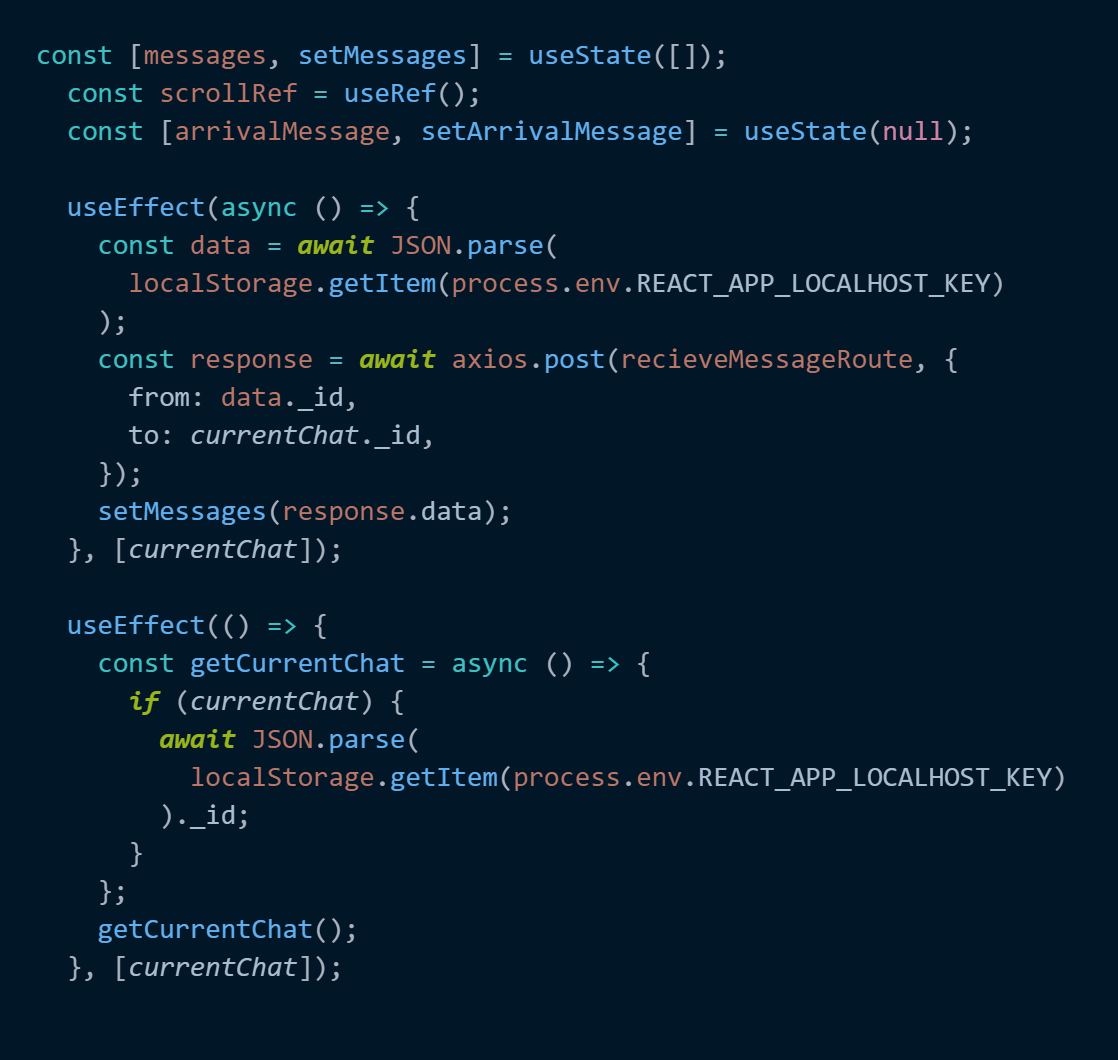 const [messages, setMessages] = useState([]);
  const scrollRef = useRef();
  const [arrivalMessage, setArrivalMessage] = useState(null);

  useEffect(async () => {
    const data = await JSON.parse(
      localStorage.getItem(process.env.REACT_APP_LOCALHOST_KEY)
    );
    const response = await axios.post(recieveMessageRoute, {
      from: data._id,
      to: currentChat._id,
    });
    setMessages(response.data);
  }, [currentChat]);

  useEffect(() => {
    const getCurrentChat = async () => {
      if (currentChat) {
        await JSON.parse(
          localStorage.getItem(process.env.REACT_APP_LOCALHOST_KEY)
        )._id;
      }
    };
    getCurrentChat();
  }, [currentChat]);